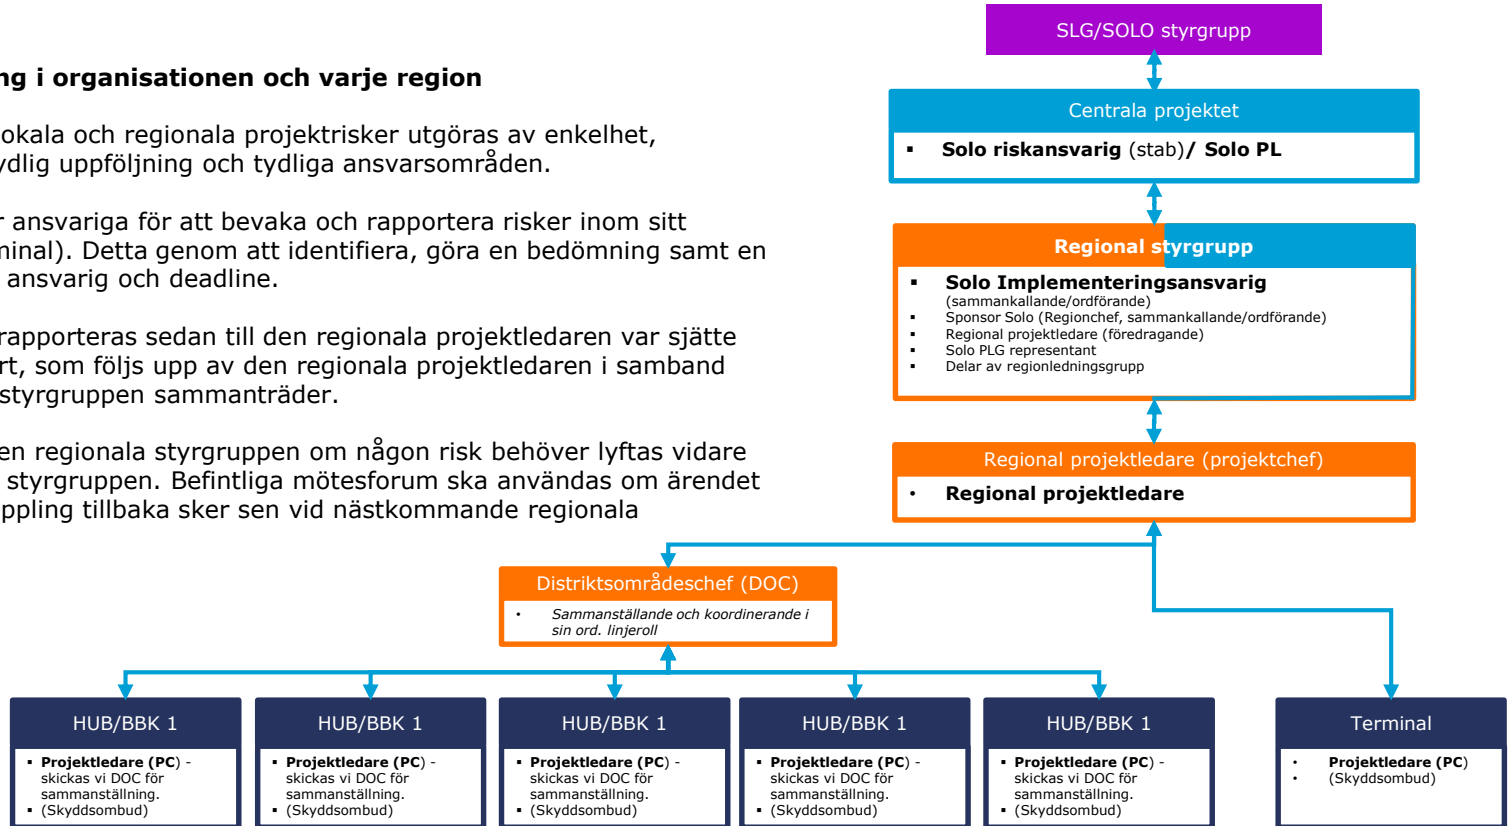 SLG/SOLO styrgrupp
ng i organisationen och varje region
okala och regionala projektrisker utgöras av enkelhet,
ydlig uppföljning och tydliga ansvarsområden.
r ansvariga för att bevaka och rapportera risker inom sitt
minal). Detta genom att identifiera, göra en bedömning samt en
ansvarig och deadline.
rapporteras sedan till den regionala projektledaren var sjätte
rt, som följs upp av den regionala projektledaren i samband
styrgruppen sammanträder.
en regionala styrgruppen om någon risk behöver lyftas vidare
styrgruppen. Befintliga mötesforum ska användas om ärendet
ppling tillbaka sker sen vid nästkommande regionala
Centrala projektet
▪ Solo riskansvarig (stab)/ Solo PL
Regional styrgrupp
▪ Solo Implementeringsansvarig
(sammankallande/ordförande)
▪ Sponsor Solo (Regionchef, sammankallande/ordförande)
▪ Regional projektledare (föredragande)
▪ Solo PLG representant
▪ Delar av regionledningsgrupp
Regional projektledare (projektchef)
• Regional projektledare
Distriktsområdeschef (DOC)
• Sammanställande och koordinerande i
sin ord. linjeroll
HUB/BBK 1
▪ Projektledare (PC) -
skickas vi DOC för
sammanställning.
▪ (Skyddsombud)
HUB/BBK 1
▪ Projektledare (PC) -
skickas vi DOC för
sammanställning.
▪ (Skyddsombud)
HUB/BBK 1
▪ Projektledare (PC) -
skickas vi DOC för
sammanställning.
▪ (Skyddsombud)
HUB/BBK 1
▪ Projektledare (PC) -
skickas vi DOC för
sammanställning.
▪ (Skyddsombud)
HUB/BBK 1
▪ Projektledare (PC) -
skickas vi DOC för
sammanställning.
▪ (Skyddsombud)
Terminal
• Projektledare (PC)
• (Skyddsombud)